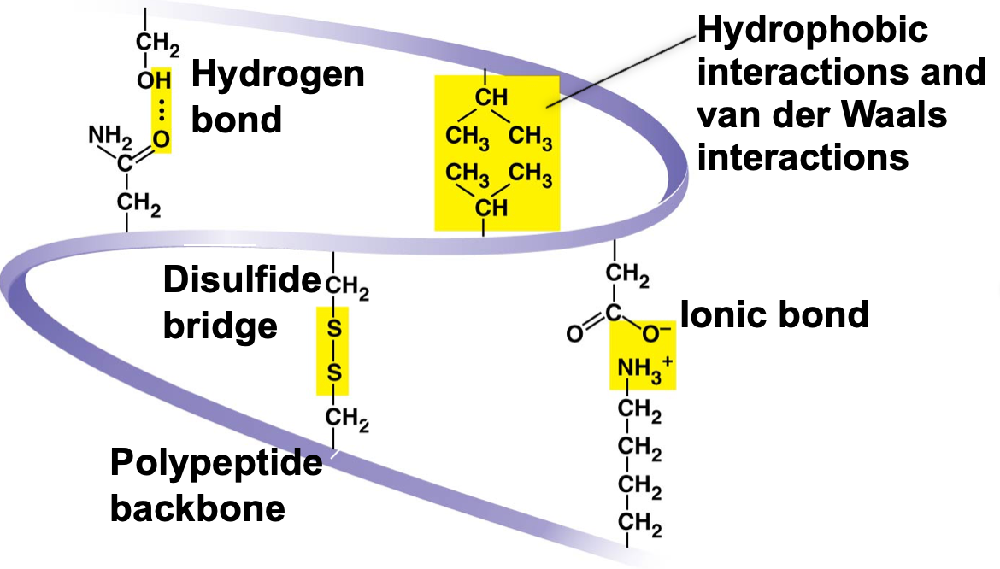 CH₂
OH
Hydrogen
bond
NH₂
O
C
CH₂
CH
CH₃ CH₃
CH₃ CH₃
CH
Hydrophobic
interactions and
van der Waals
interactions
Disulfide
bridge
CH₂
S
S
CH₂
CH₂
C
O
O⁻
NH₃⁺
CH₂
CH₂
CH₂
CH₂
Ionic bond
Polypeptide
backbone